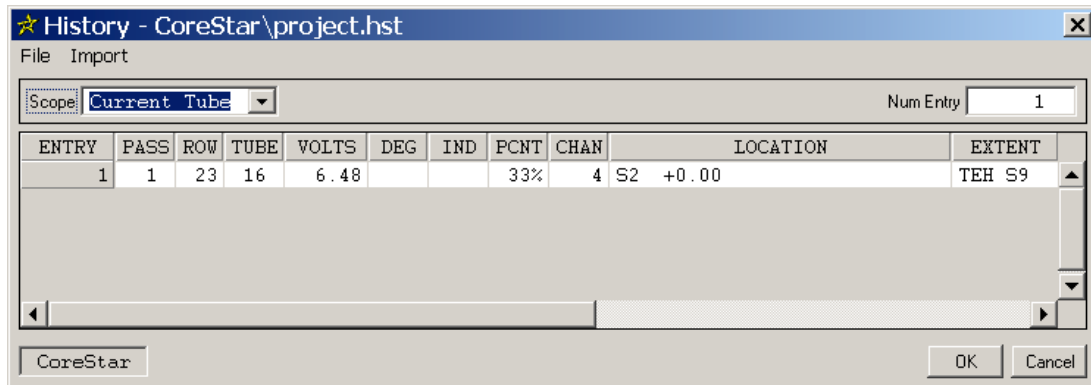 History - CoreStar\project.hst
File Import
Scope Current Tube Num Entry 1
ENTRY PASS ROW TUBE VOLTS DEG IND PCNT CHAN LOCATION EXTENT
1 1 23 16 6.48 33% 4 S2 +0.00 TEH S9
CoreStar OK Cancel